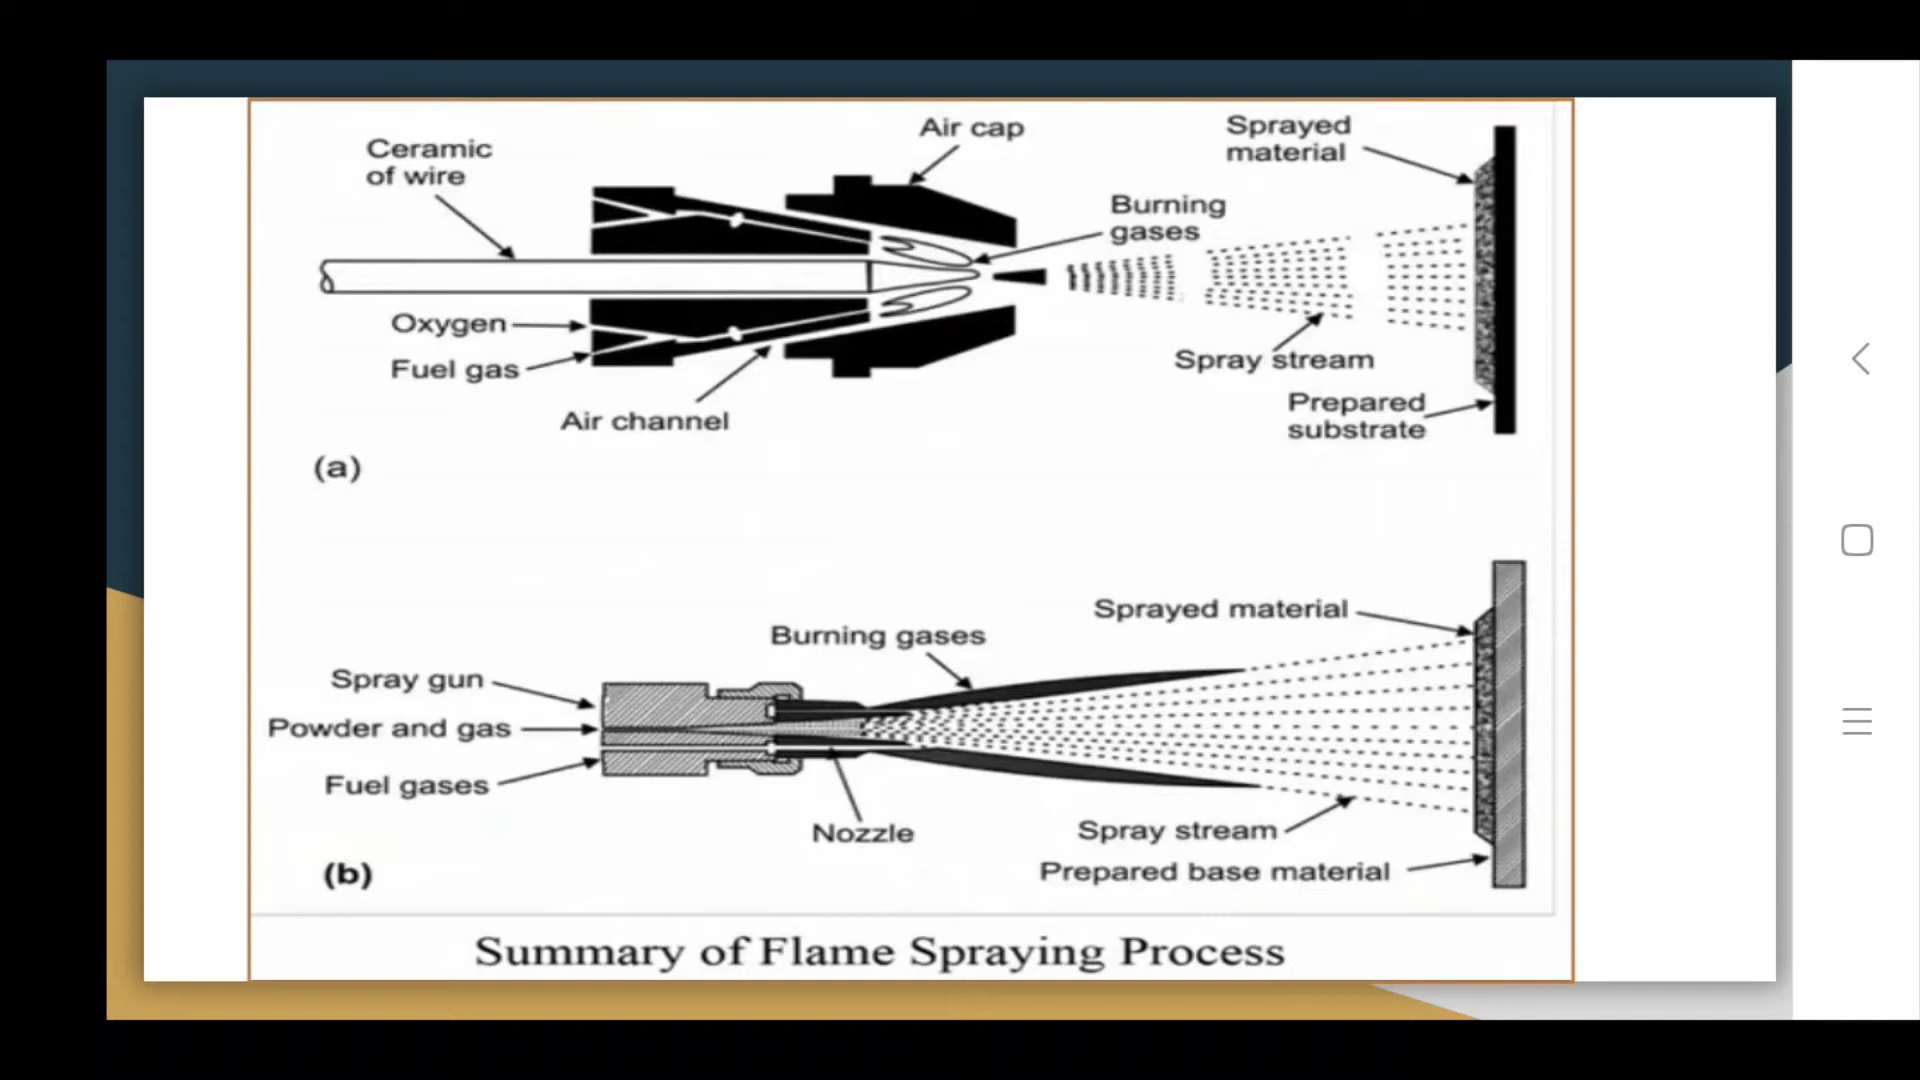 Ceramic
of wire
Air cap
Sprayed
material
Burning
gases
Oxygen
Fuel gas
Air channel
Spray stream
Prepared
substrate
(a)
Sprayed material
Burning gases
Spray gun
Powder and gas
Fuel gases
Nozzle
Spray stream
Prepared base material
(b)
Summary of Flame Spraying Process